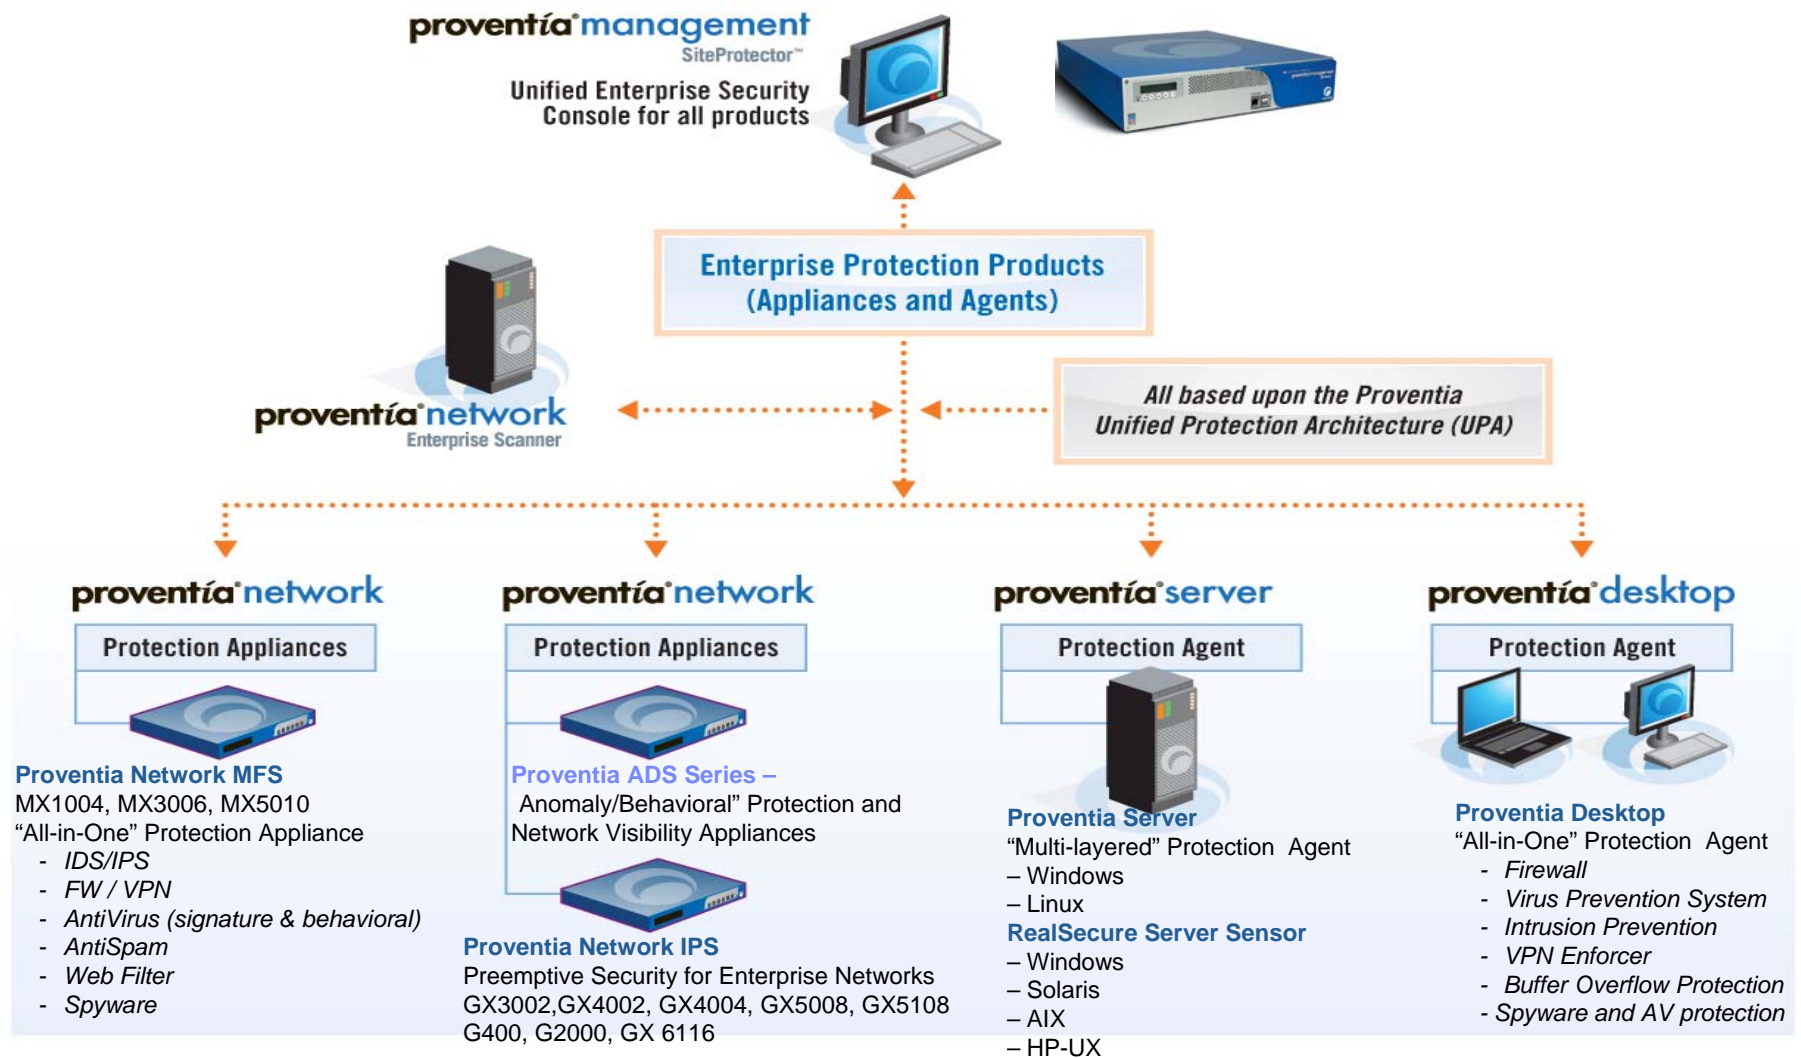 proventía® management
SiteProtector™
Unified Enterprise Security
Console for all products
Enterprise Protection Products
(Appliances and Agents)
proventía® network
Enterprise Scanner
All based upon the Proventia
Unified Protection Architecture (UPA)
proventía® network
Protection Appliances
Proventia Network MFS
MX1004, MX3006, MX5010
“All-in-One” Protection Appliance
- IDS/IPS
- FW / VPN
- AntiVirus (signature & behavioral)
- AntiSpam
- Web Filter
- Spyware
proventía® network
Protection Appliances
Proventia ADS Series –
Anomaly/Behavioral” Protection and
Network Visibility Appliances
Proventia Network IPS
Preemptive Security for Enterprise Networks
GX3002,GX4002, GX4004, GX5008, GX5108
G400, G2000, GX 6116
proventía® server
Protection Agent
Proventia Server
“Multi-layered” Protection Agent
– Windows
– Linux
RealSecure Server Sensor
– Windows
– Solaris
– AIX
– HP-UX
proventía® desktop
Protection Agent
Proventia Desktop
“All-in-One” Protection Agent
- Firewall
- Virus Prevention System
- Intrusion Prevention
- VPN Enforcer
- Buffer Overflow Protection
- Spyware and AV protection